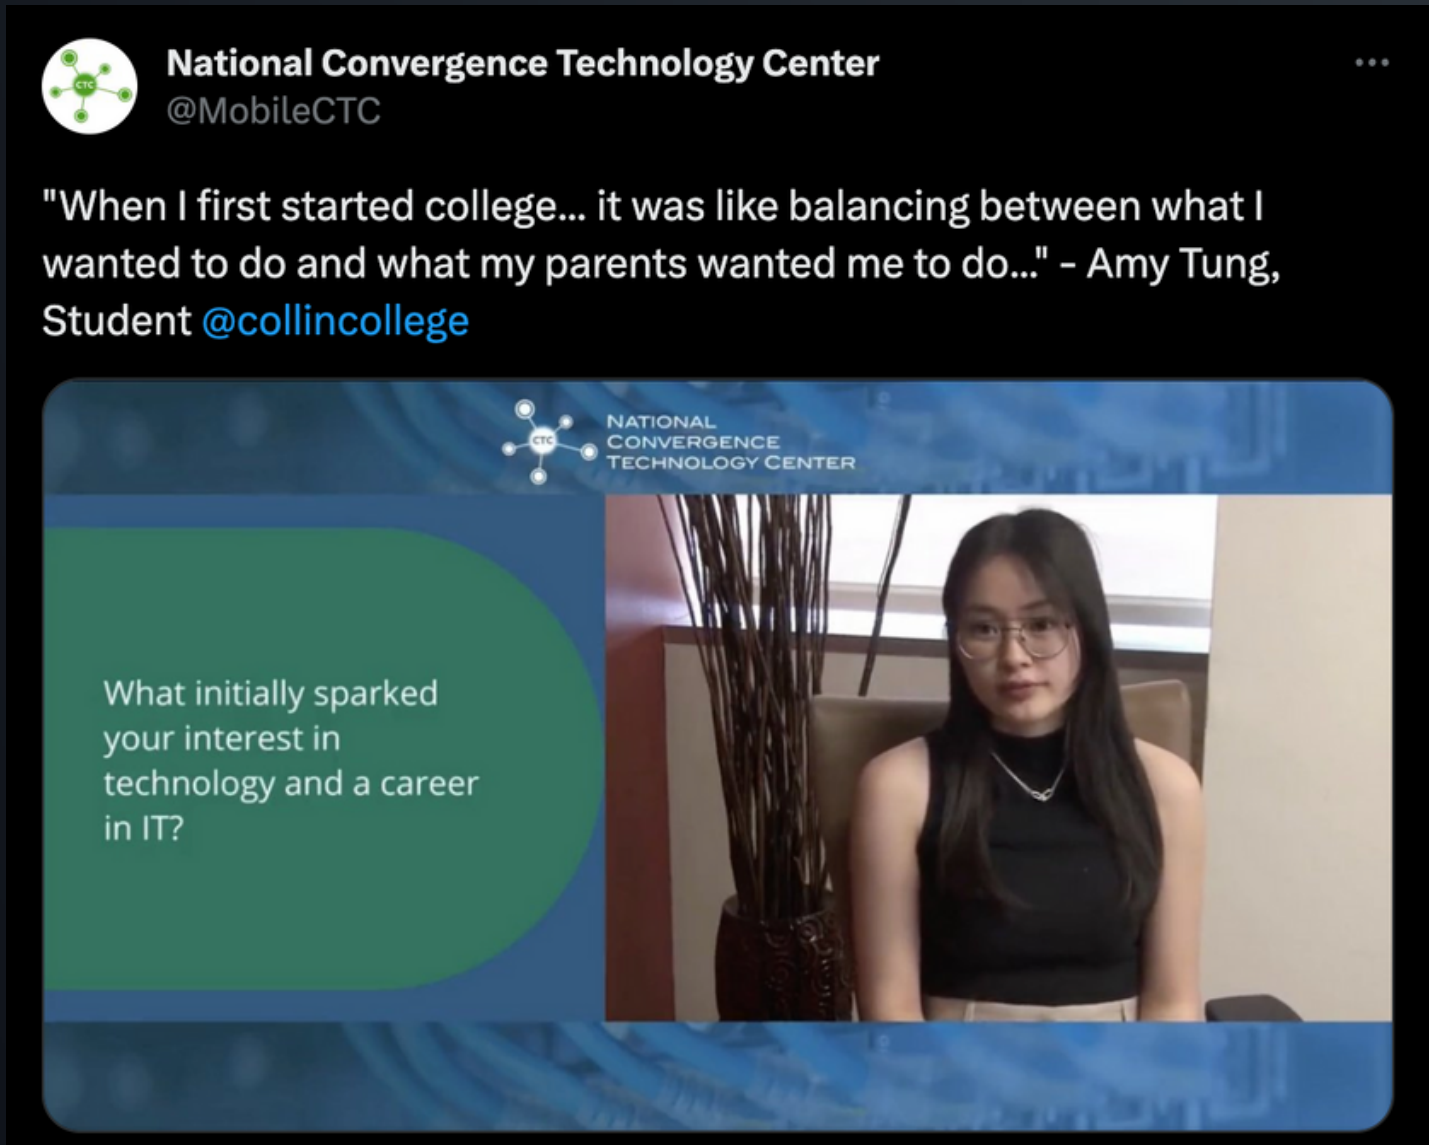 National Convergence Technology Center
@MobileCTC
"When I first started college... it was like balancing between what I
wanted to do and what my parents wanted me to do..." - Amy Tung,
Student @collincollege
CTC
NATIONAL
CONVERGENCE
TECHNOLOGY CENTER
What initially sparked
your interest in
technology and a career
in IT?